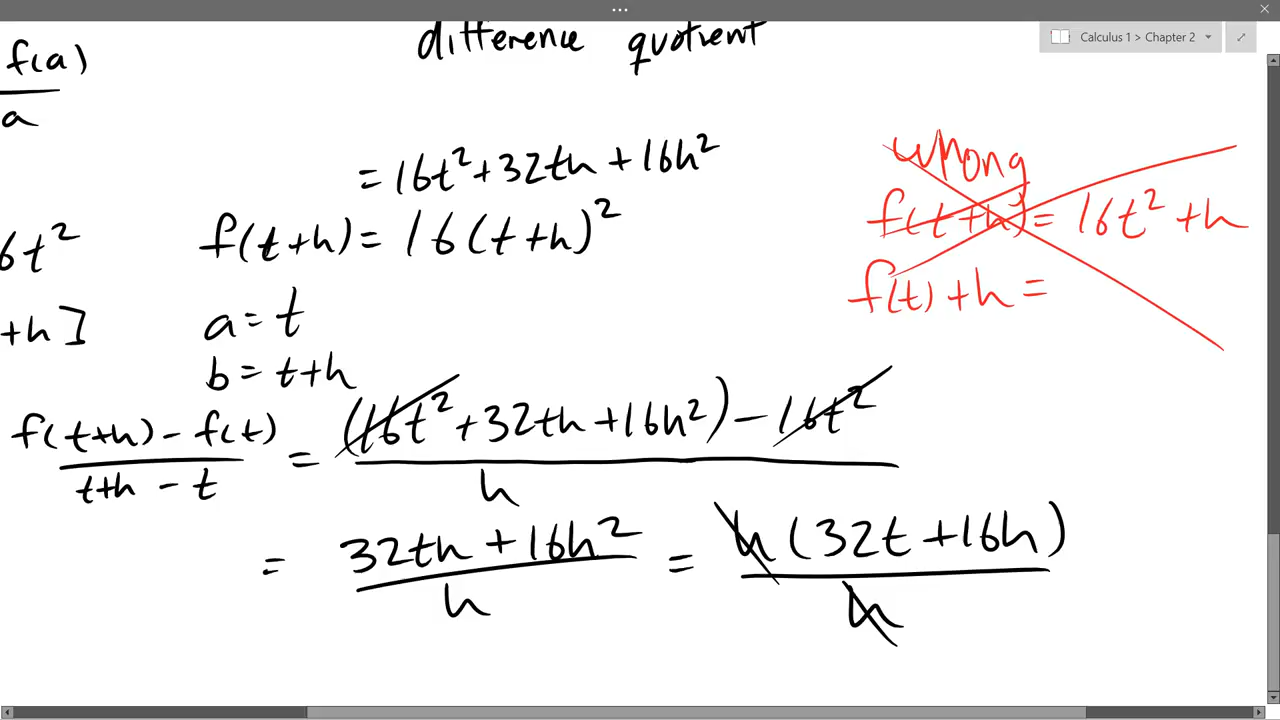 Calculus 1 > Chapter 2
difference quotient
f(a)
a
= 16t² + 32th + 16h²
f(t+h) = 16(t+h)²
6t²
+h]
a = t
b = t+h
wrong
f(t+h) = 16t² + h
f(t) + h =
f(t+h) - f(t)
t+h - t
= (16t² + 32th + 16h²) - 16t²
h
= 32th + 16h²
h
= h(32t + 16h)
h